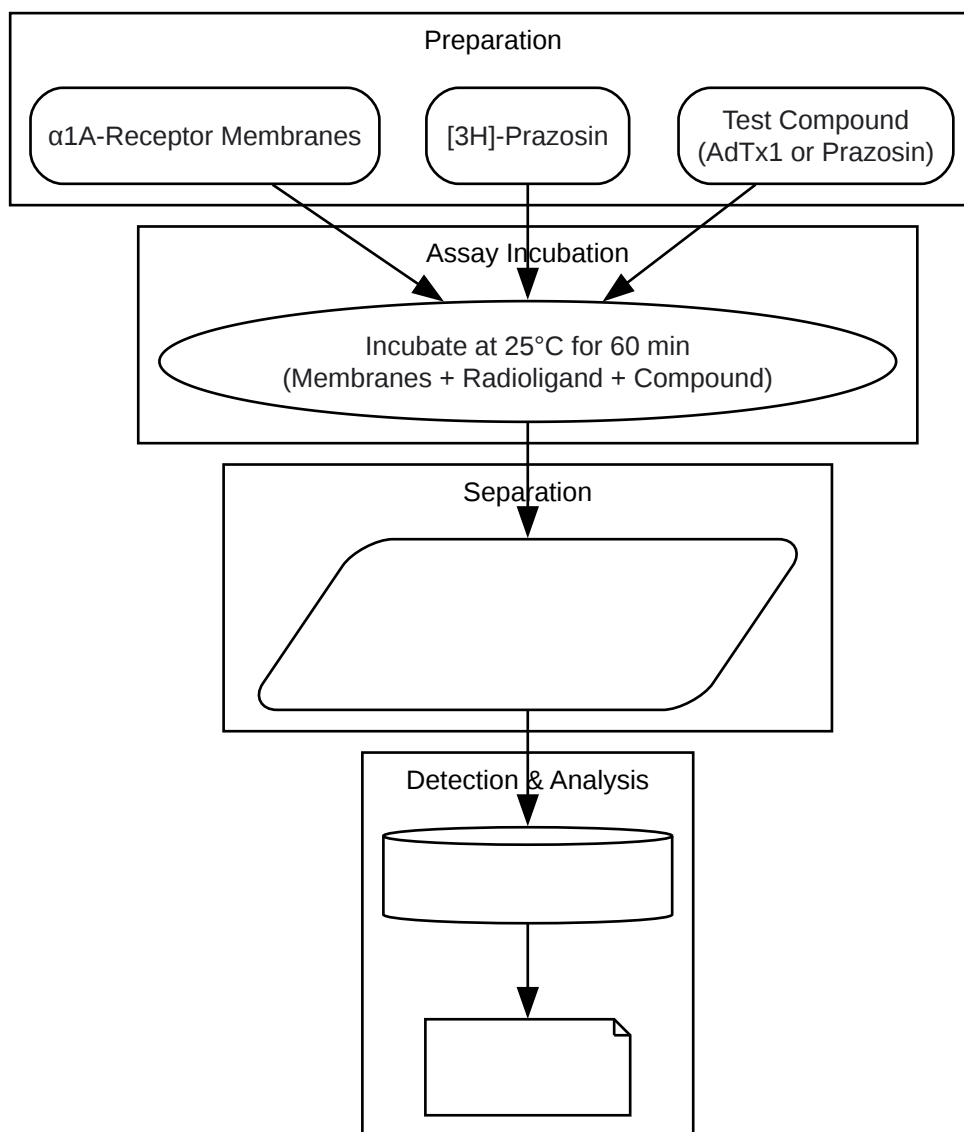 Preparation
α1A-Receptor Membranes
[3H]-Prazosin
Test Compound
(AdTx1 or Prazosin)
Assay Incubation
Incubate at 25°C for 60 min
(Membranes + Radioligand + Compound)
Separation
Detection & Analysis